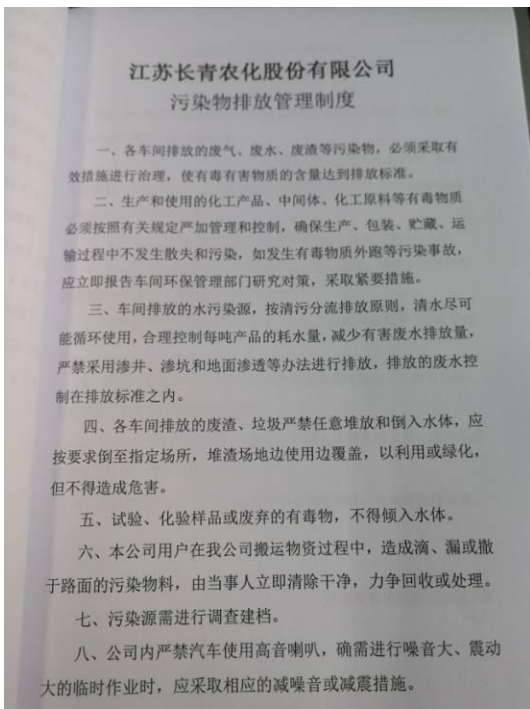 江苏长青农化股份有限公司
污染物排放管理制度
一、各车间排放的废气、废水、废渣等污染物，必须采取有
效措施进行治理，使有毒有害物质的含量达到排放标准。
二、生产和使用的化工产品、中间体、化工原料等有毒物质
必须按照有关规定严加管理和控制，确保生产、包装、贮藏、运
输过程中不发生散失和污染，如发生有毒物质外跑等污染事故，
应立即报告车间环保管理部门研究对策，采取紧要措施。
三、车间排放的水污染源，按清污分流排放原则，清水尽可
能循环使用，合理控制每吨产品的耗水量，减少有害废水排放量，
严禁采用渗井、渗坑和地面渗透等办法进行排放，排放的废水控
制在排放标准之内。
四、各车间排放的废渣、垃圾严禁任意堆放和倒入水体，应
按要求倒至指定场所，堆渣场地边使用边覆盖，以利用或绿化，
但不得造成危害。
五、试验、化验样品或废弃的有毒物，不得倾入水体。
六、本公司用户在我公司搬运物资过程中，造成滴、漏或撒
于路面的污染物料，由当事人立即清除干净，力争回收或处理。
七、污染源需进行调查建档。
八、公司内严禁汽车使用高音喇叭，确需进行噪音大、震动
大的临时作业时，应采取相应的减噪音或减震措施。